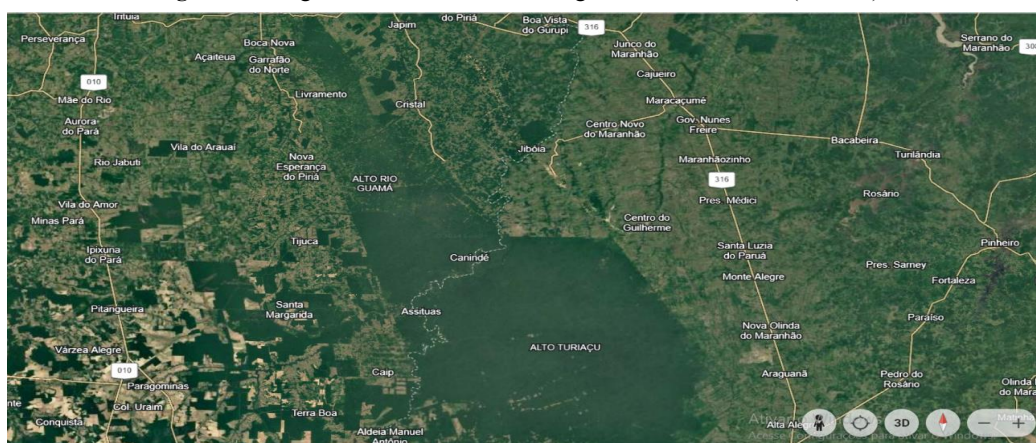 Irituia
do Piriá
Boa Vista
do Gurupi
316
Japim
Perseverança
Açaiteua
Boca Nova
Garrafão
do Norte
Junco do
Maranhão
Serrano do
Maranhão
308
010
Cajueiro
Mãe do Rio
Livramento
Cristal
Maracaçumé
Aurora
do Pará
Centro Novo
do Maranhão
Gov. Nunes
Freire
Vila do Arauaí
Jibóia
Bacabeira
Rio Jabuti
Nova
Esperança
do Piriá
Maranhãozinho
Turilândia
ALTO RIO
GUAMÁ
316
Pres. Médici
Rosário
Vila do Amor
Minas Pará
Centro do
Guilherme
Tijuca
Ipixuna
do Pará
Canindé
Santa Luzia
do Paruá
Pinheiro
Pres. Sarney
Monte Alegre
Fortaleza
Pitangueira
Santa
Margarida
Assituas
Paraíso
Nova Olinda
do Maranhão
Várzea Alegre
ALTO TURIAÇU
010
Caip
Araguanã
Pedro do
Rosário
Paragominas
Olinda
do Mara
Col. Uraim
Conquista
Terra Boa
Aldeia Manuel
Antônio
Alta Aleg
3D